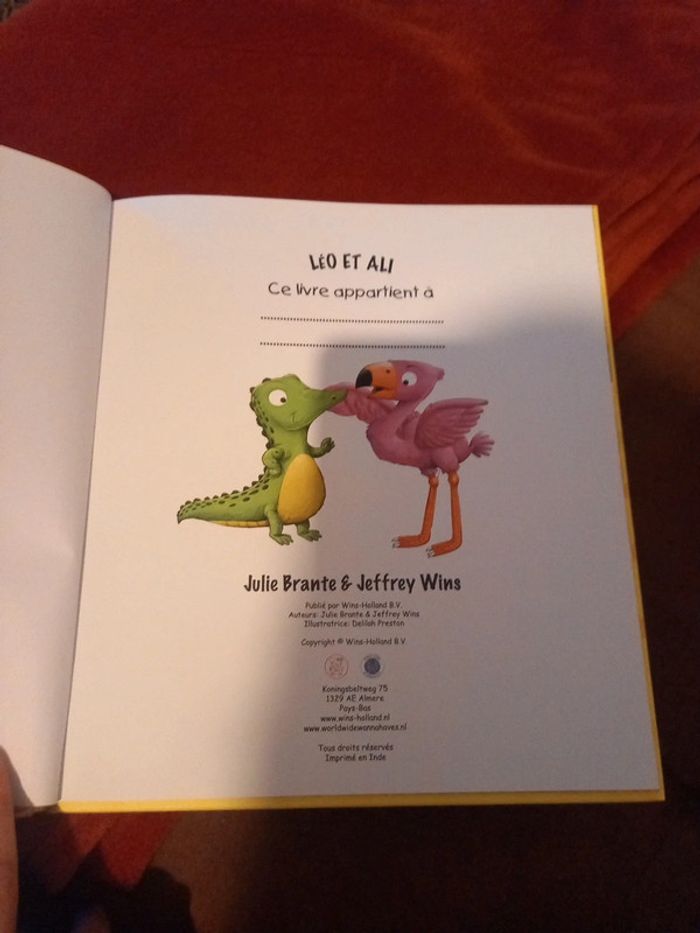 LÉO ET ALI
Ce livre appartient à
Julie Brante & Jeffrey Wins
Publié par Wins-Holland B.V.
Auteurs: Julie Brante & Jeffrey Wins
Illustratrice: Delilah Preston
Copyright © Wins-Holland B.V.
Koningsbeltweg 75
1329 AE Almere
Pays-Bas
www.wins-holland.nl
www.worldwidewannahaves.nl
Tous droits réservés
Imprimé en Inde